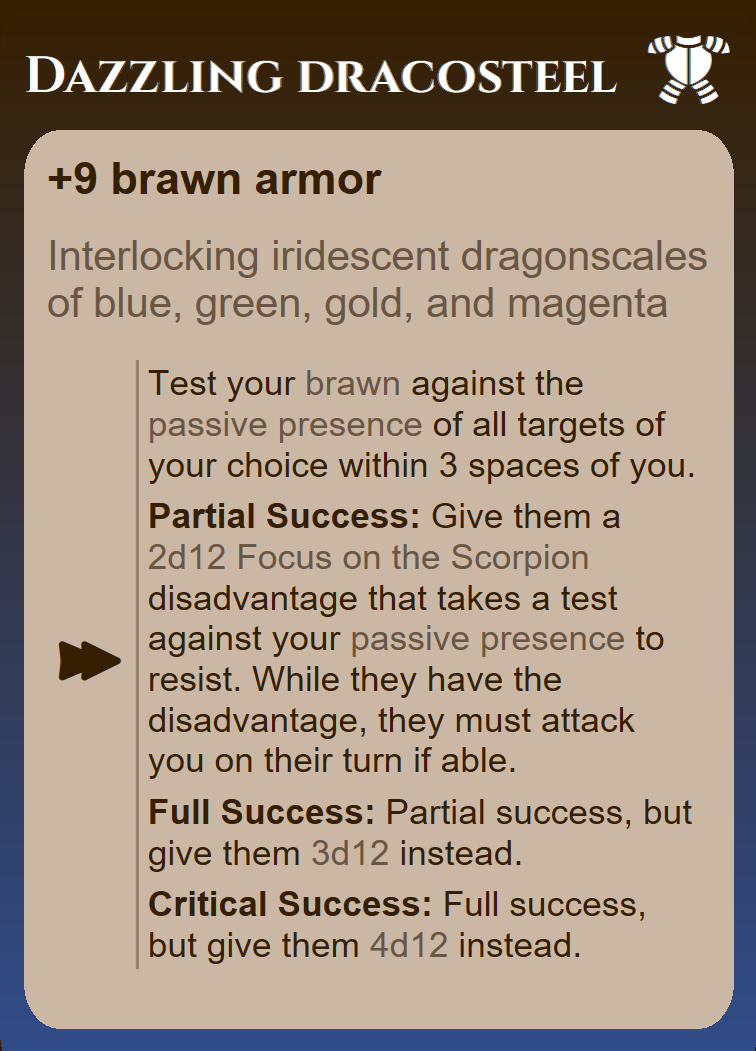 Dazzling dracosteel
+9 brawn armor
Interlocking iridescent dragonscales
of blue, green, gold, and magenta
Test your brawn against the
passive presence of all targets of
your choice within 3 spaces of you.
Partial Success: Give them a
2d12 Focus on the Scorpion
disadvantage that takes a test
against your passive presence to
resist. While they have the
disadvantage, they must attack
you on their turn if able.
Full Success: Partial success, but
give them 3d12 instead.
Critical Success: Full success,
but give them 4d12 instead.